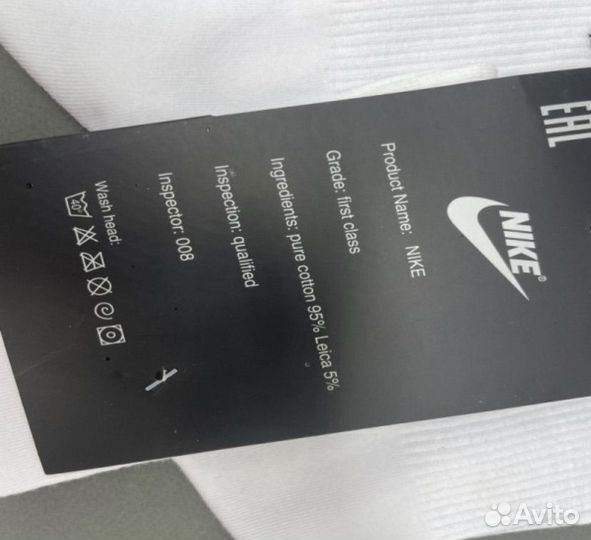 EAC
NIKE®
Product Name: NIKE
Grade: first class
Ingredients: pure cotton 95% Leica 5%
Inspection: qualified
Inspector: 008
Wash head:
40°
Avito